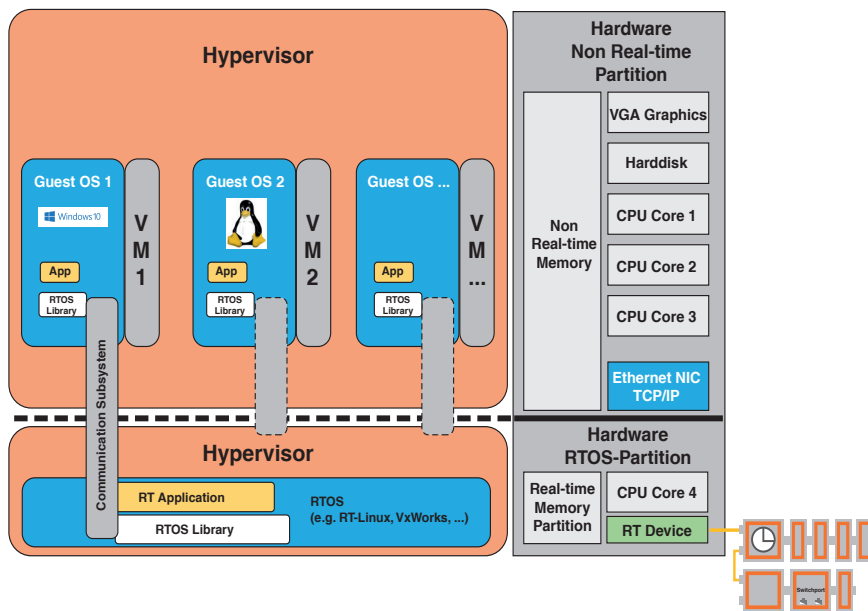 Hypervisor
Guest OS 1
Windows 10
App
RTOS
Library
VM1
Guest OS 2
App
RTOS
Library
VM2
Guest OS ...
App
RTOS
Library
VM...
Communication Subsystem
Hypervisor
RT Application
RTOS Library
RTOS
(e.g. RT-Linux, VxWorks, ...)
Hardware
Non Real-time
Partition
Non
Real-time
Memory
VGA Graphics
Harddisk
CPU Core 1
CPU Core 2
CPU Core 3
Ethernet NIC
TCP/IP
Hardware
RTOS-Partition
Real-time
Memory
Partition
CPU Core 4
RT Device
Switchport